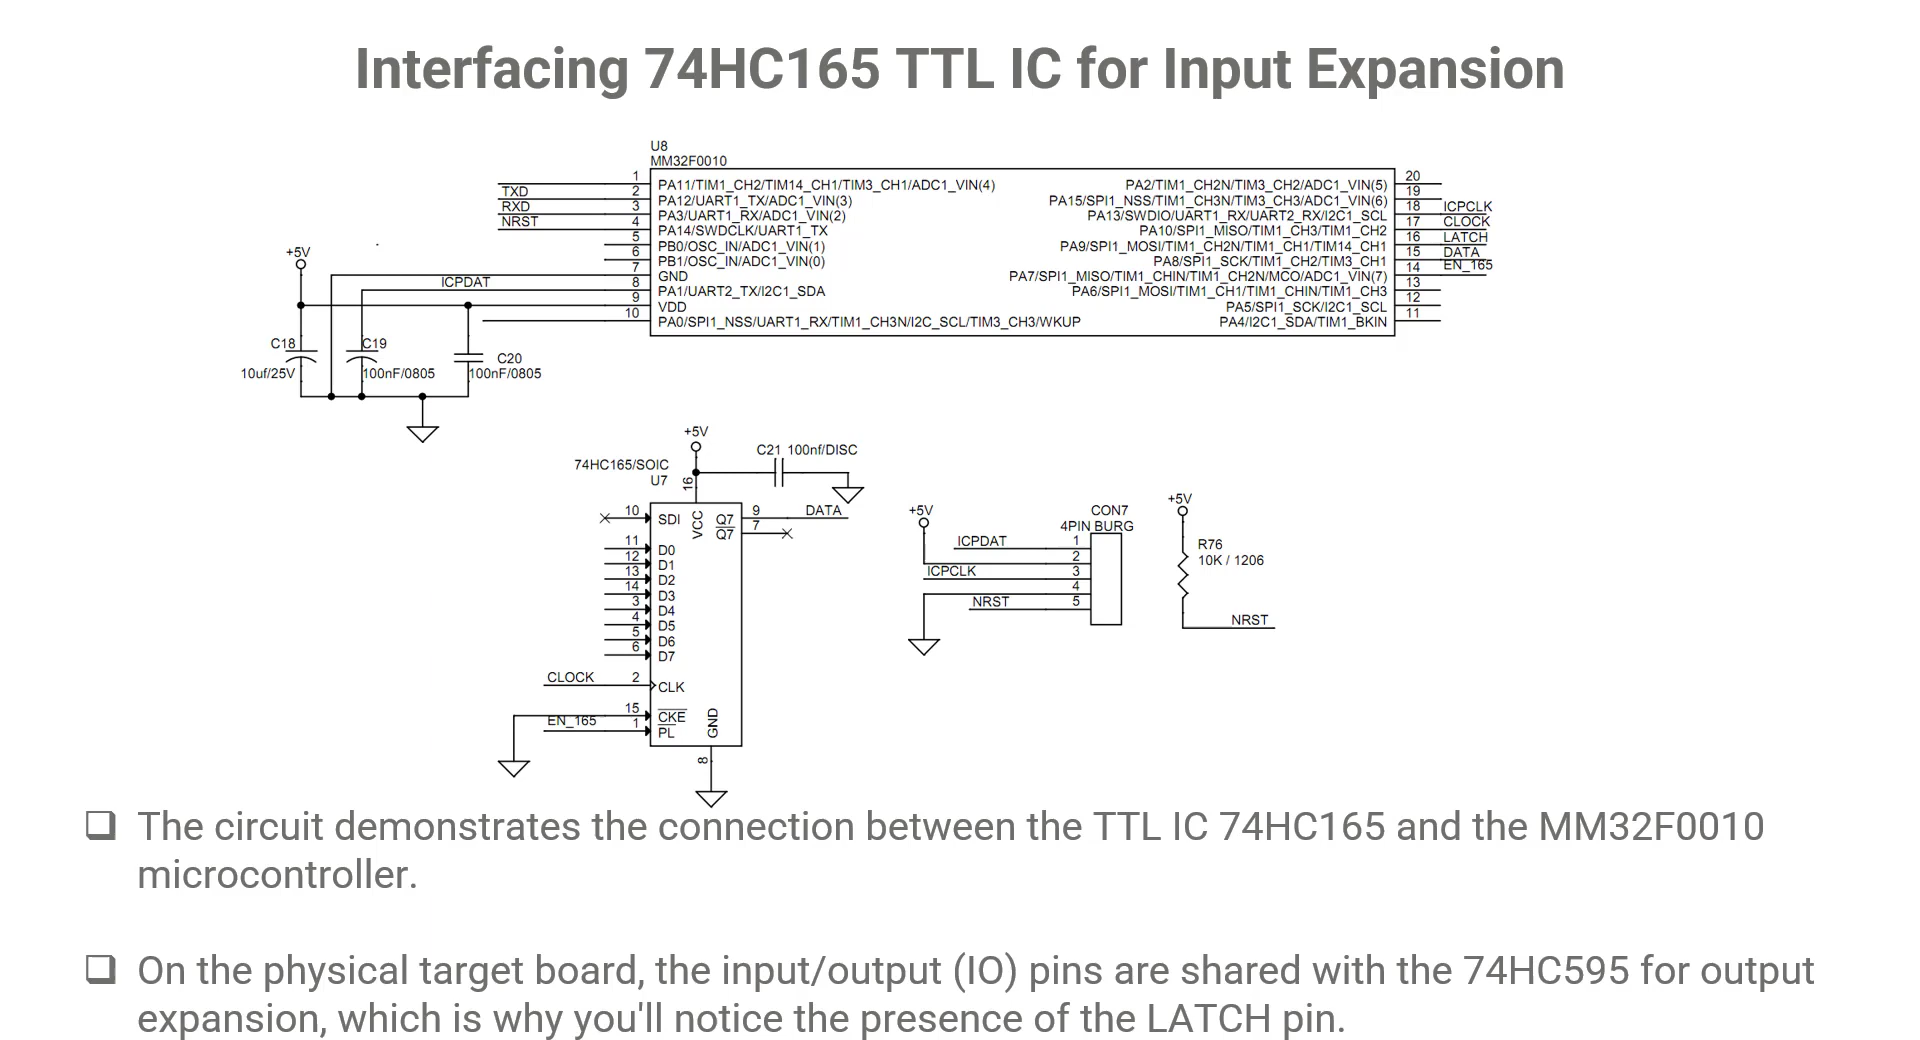 Interfacing 74HC165 TTL IC for Input Expansion
U8
MM32F0010
1
PA11/TIM1_CH2/TIM14_CH1/TIM3_CH1/ADC1_VIN(4)
PA2/TIM1_CH2N/TIM3_CH2/ADC1_VIN(5)
20
TXD
2
PA12/UART1_TX/ADC1_VIN(3)
PA15/SPI1_NSS/TIM1_CH3N/TIM3_CH3/ADC1_VIN(6)
19
RXD
3
PA3/UART1_RX/ADC1_VIN(2)
PA13/SWDIO/UART1_RX/UART2_RX/I2C1_SCL
18
ICPCLK
NRST
4
PA14/SWDCLK/UART1_TX
PA10/SPI1_MISO/TIM1_CH3/TIM1_CH2
17
CLOCK
5
PB0/OSC_IN/ADC1_VIN(1)
PA9/SPI1_MOSI/TIM1_CH2N/TIM1_CH1/TIM14_CH1
16
LATCH
6
PB1/OSC_IN/ADC1_VIN(0)
PA8/SPI1_SCK/TIM1_CH2/TIM3_CH1
15
DATA
7
GND
PA7/SPI1_MISO/TIM1_CHIN/TIM1_CH2N/MCO/ADC1_VIN(7)
14
EN_165
ICPDAT
8
PA1/UART2_TX/I2C1_SDA
PA6/SPI1_MOSI/TIM1_CH1/TIM1_CHIN/TIM1_CH3
13
9
VDD
PA5/SPI1_SCK/I2C1_SCL
12
10
PA0/SPI1_NSS/UART1_RX/TIM1_CH3N/I2C_SCL/TIM3_CH3/WKUP
PA4/I2C1_SDA/TIM1_BKIN
11
+5V
C18
10uf/25V
C19
100nF/0805
C20
100nF/0805
+5V
C21 100nf/DISC
74HC165/SOIC
U7
16
VCC
10
SDI
Q7
9
DATA
Q7
7
11
D0
12
D1
13
D2
14
D3
3
D4
4
D5
5
D6
6
D7
CLOCK
2
CLK
15
CKE
EN_165
1
PL
GND
8
+5V
CON7
4PIN BURG
ICPDAT
1
2
ICPCLK
3
4
NRST
5
+5V
R76
10K / 1206
NRST
❑ The circuit demonstrates the connection between the TTL IC 74HC165 and the MM32F0010
microcontroller.
❑ On the physical target board, the input/output (IO) pins are shared with the 74HC595 for output
expansion, which is why you'll notice the presence of the LATCH pin.